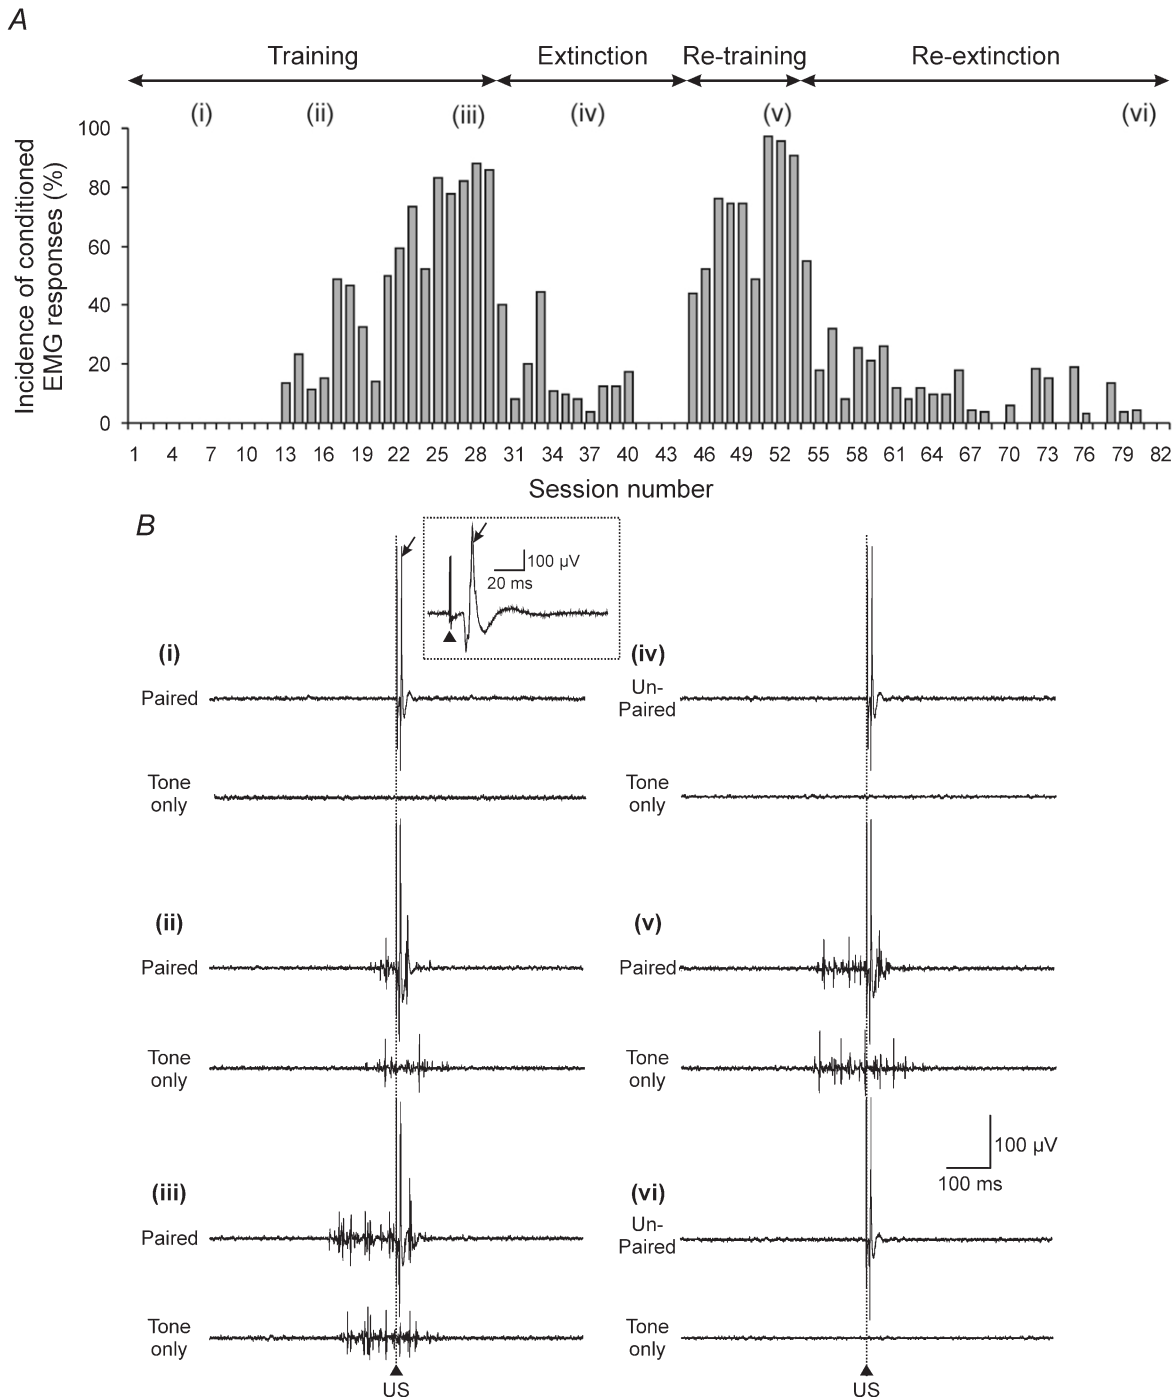 A
Training Extinction Re-training Re-extinction
(i) (ii) (iii) (iv) (v) (vi)
Incidence of conditioned
EMG responses (%)
100
80
60
40
20
0
1 4 7 10 13 16 19 22 25 28 31 34 37 40 43 46 49 52 55 58 61 64 67 70 73 76 79 82
Session number
B
100 µV
20 ms
(i)
Paired
Tone
only
(ii)
Paired
Tone
only
(iii)
Paired
Tone
only
US
(iv)
Un-
Paired
Tone
only
(v)
Paired
Tone
only
100 µV
100 ms
(vi)
Un-
Paired
Tone
only
US